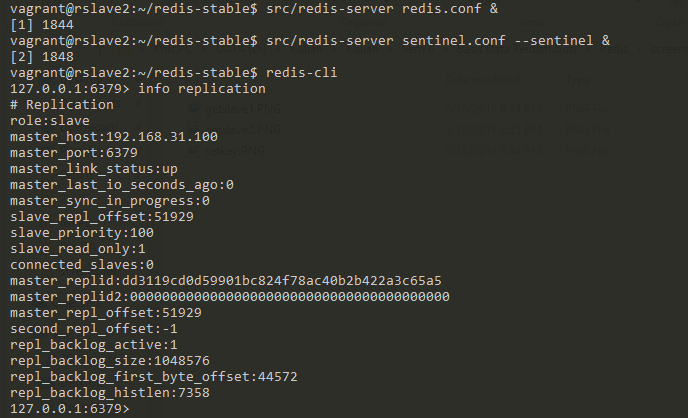 vagrant@rslave2:~/redis-stable$ src/redis-server redis.conf &
[1] 1844
vagrant@rslave2:~/redis-stable$ src/redis-server sentinel.conf --sentinel &
[2] 1848
vagrant@rslave2:~/redis-stable$ redis-cli
127.0.0.1:6379> info replication
# Replication
role:slave
master_host:192.168.31.100
master_port:6379
master_link_status:up
master_last_io_seconds_ago:0
master_sync_in_progress:0
slave_repl_offset:51929
slave_priority:100
slave_read_only:1
connected_slaves:0
master_replid:dd3119cd0d59901bc824f78ac40b2b422a3c65a5
master_replid2:0000000000000000000000000000000000000000
master_repl_offset:51929
second_repl_offset:-1
repl_backlog_active:1
repl_backlog_size:1048576
repl_backlog_first_byte_offset:44572
repl_backlog_histlen:7358
127.0.0.1:6379>